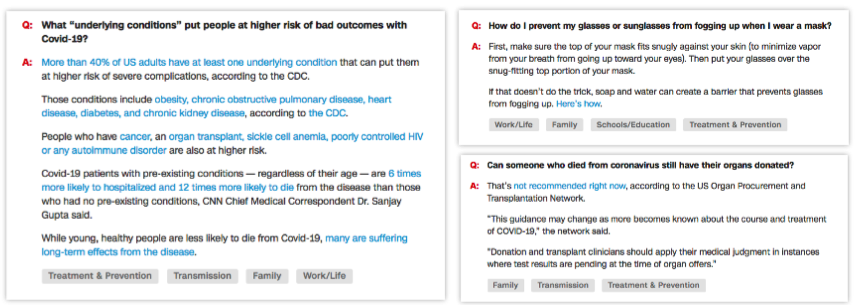 Q: What “underlying conditions” put people at higher risk of bad outcomes with
Covid-19?
A: More than 40% of US adults have at least one underlying condition that can put them
at higher risk of severe complications, according to the CDC.
Those conditions include obesity, chronic obstructive pulmonary disease, heart
disease, diabetes, and chronic kidney disease, according to the CDC.
People who have cancer, an organ transplant, sickle cell anemia, poorly controlled HIV
or any autoimmune disorder are also at higher risk.
Covid-19 patients with pre-existing conditions — regardless of their age — are 6 times
more likely to hospitalized and 12 times more likely to die from the disease than those
who had no pre-existing conditions, CNN Chief Medical Correspondent Dr. Sanjay
Gupta said.
While young, healthy people are less likely to die from Covid-19, many are suffering
long-term effects from the disease.
Treatment & Prevention Transmission Family Work/Life
Q: How do I prevent my glasses or sunglasses from fogging up when I wear a mask?
A: First, make sure the top of your mask fits snugly against your skin (to minimize vapor
from your breath from going up toward your eyes). Then put your glasses over the
snug-fitting top portion of your mask.
If that doesn’t do the trick, soap and water can create a barrier that prevents glasses
from fogging up. Here’s how.
Work/Life Family Schools/Education Treatment & Prevention
Q: Can someone who died from coronavirus still have their organs donated?
A: That’s not recommended right now, according to the US Organ Procurement and
Transplantation Network.
"This guidance may change as more becomes known about the course and treatment
of COVID-19," the network said.
"Donation and transplant clinicians should apply their medical judgment in instances
where test results are pending at the time of organ offers."
Family Transmission Treatment & Prevention